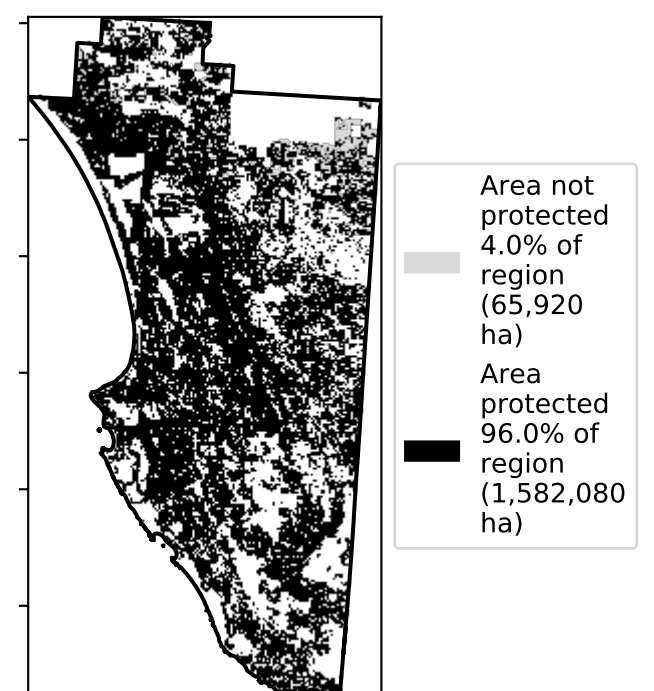 Area not
protected
4.0% of
region
(65,920
ha)
Area
protected
96.0% of
region
(1,582,080
ha)